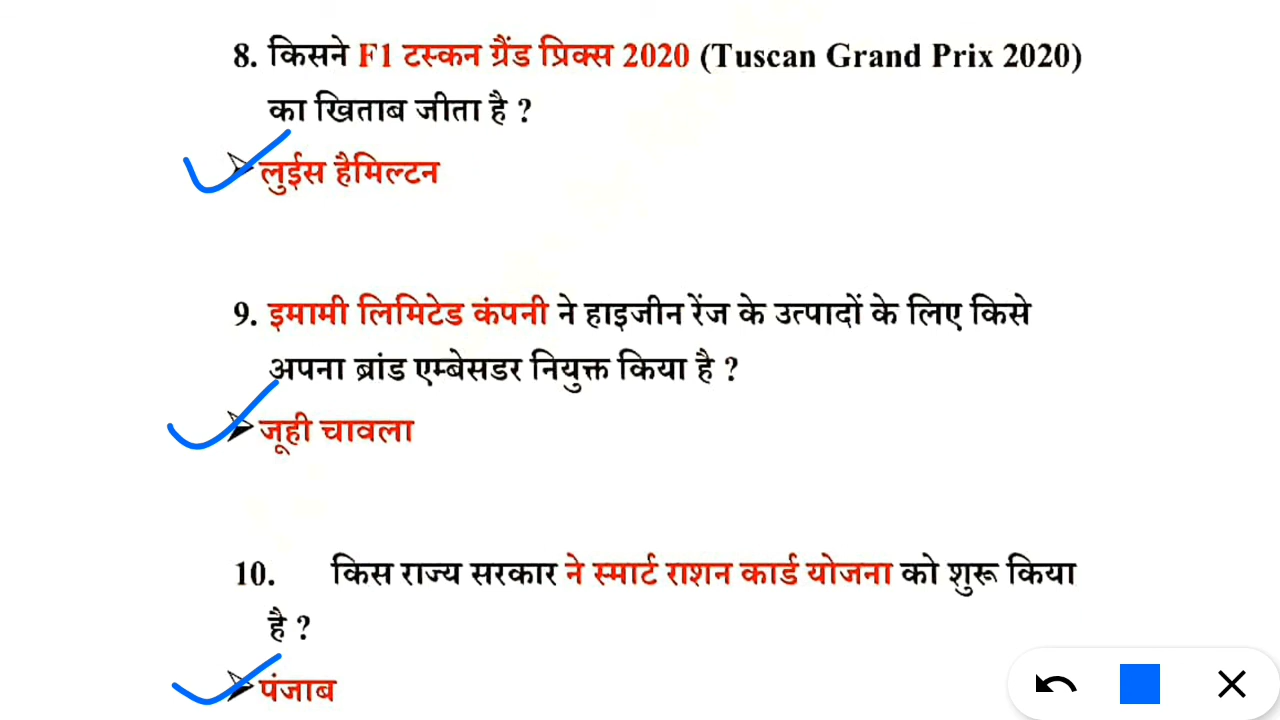 8. किसने F1 टस्कन ग्रैंड प्रिक्स 2020 (Tuscan Grand Prix 2020)
का खिताब जीता है ?
लुईस हैमिल्टन
9. इमामी लिमिटेड कंपनी ने हाइजीन रेंज के उत्पादों के लिए किसे
अपना ब्रांड एम्बेसडर नियुक्त किया है ?
जूही चावला
10. किस राज्य सरकार ने स्मार्ट राशन कार्ड योजना को शुरू किया
है ?
पंजाब